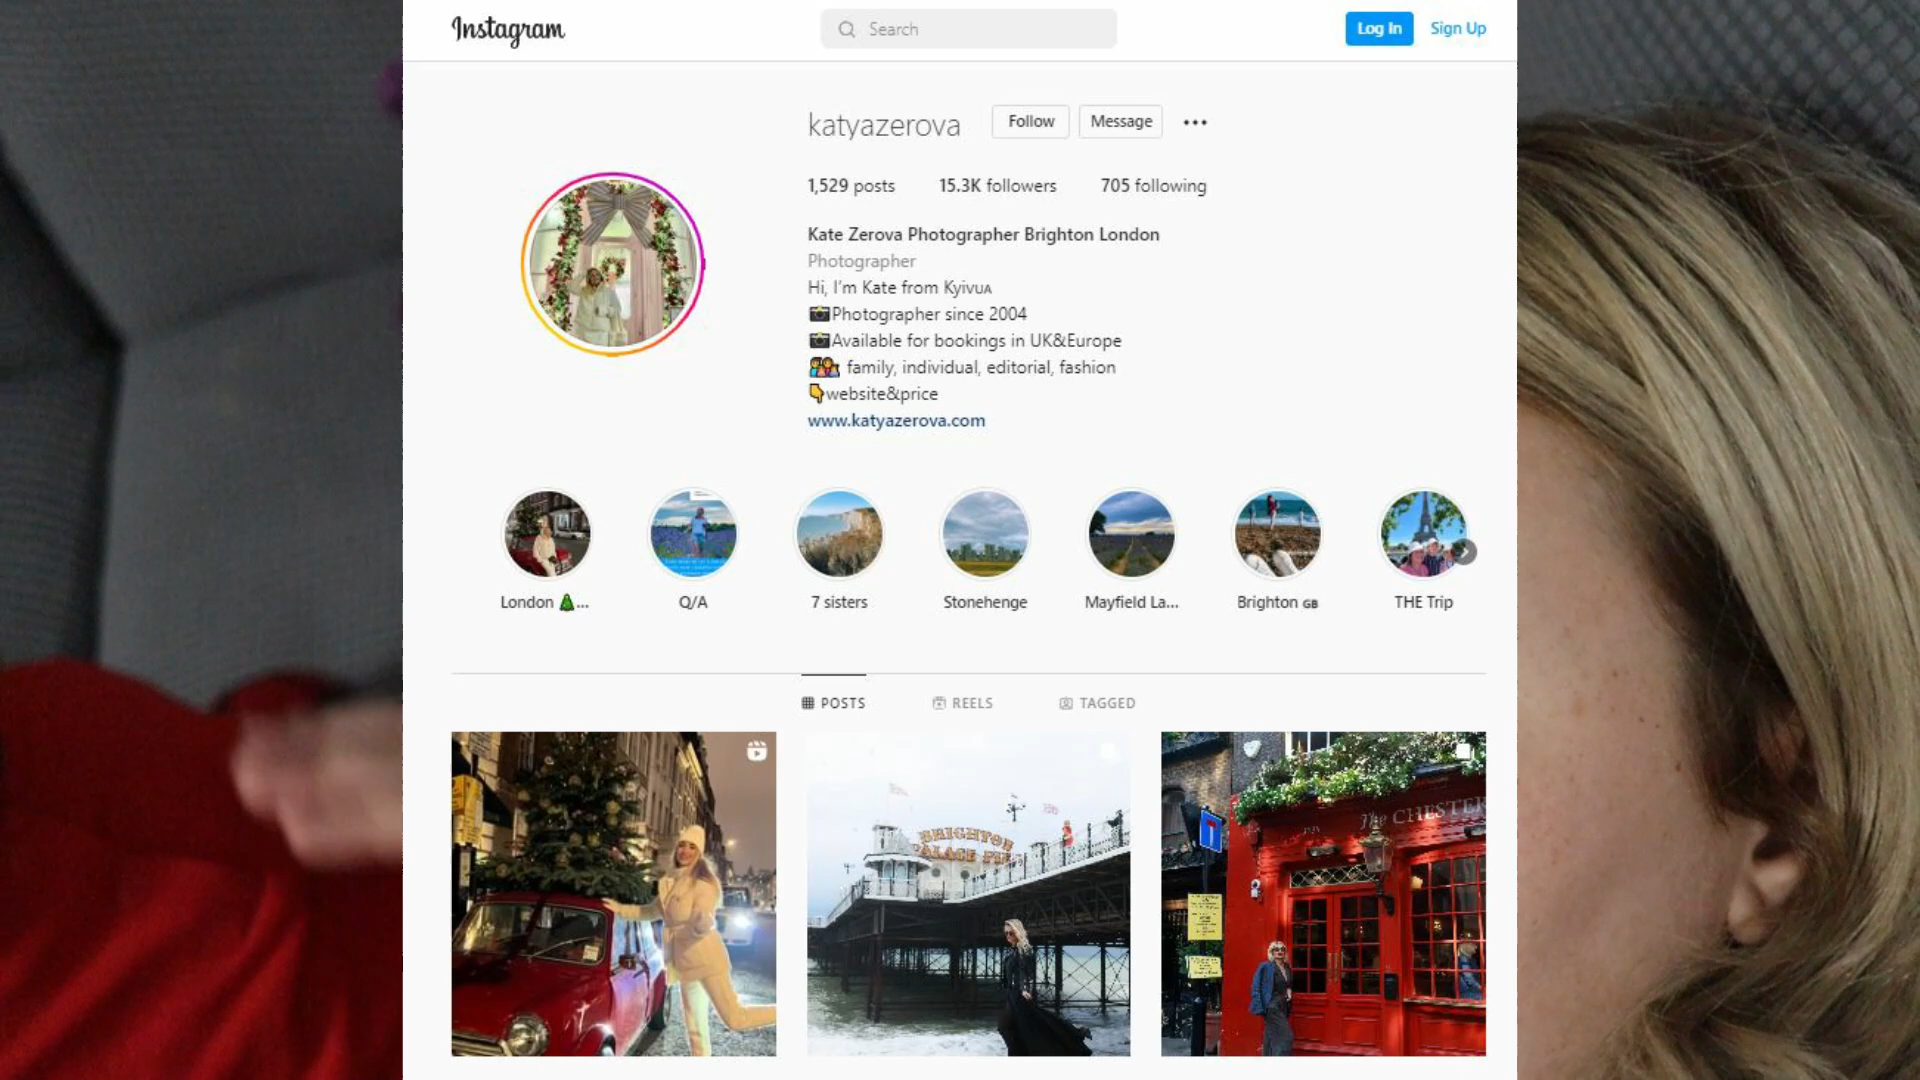 Instagram
Search
Log In
Sign Up
katyazerova
Follow
Message
1,529 posts
15.3K followers
705 following
Kate Zerova Photographer Brighton London
Photographer
Hi, I'm Kate from Kyiv🇺🇦
📷Photographer since 2004
📷Available for bookings in UK&Europe
👨‍👩‍👧 family, individual, editorial, fashion
👇website&price
www.katyazerova.com
London 🎄...
Q/A
7 sisters
Stonehenge
Mayfield La...
Brighton 🇬🇧
THE Trip
POSTS
REELS
TAGGED
BRIGHTON
PALACE PIER
The CHESTER